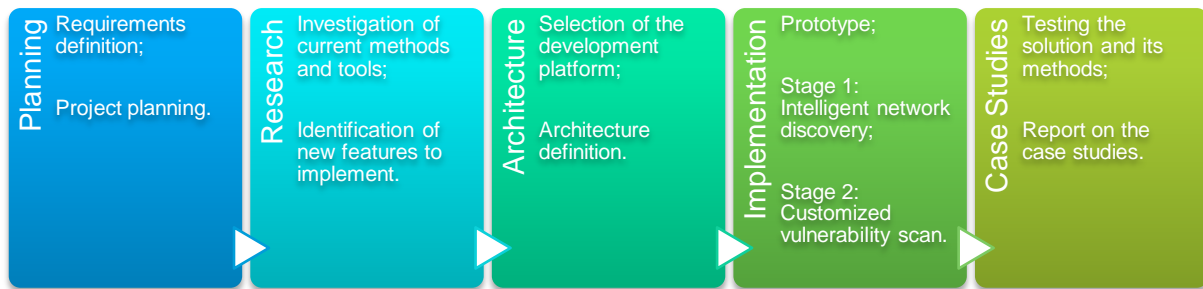 Planning
Requirements
definition;
Project planning.
Research
Investigation of
current methods
and tools;
Identification of
new features to
implement.
Architecture
Selection of the
development
platform;
Architecture
definition.
Implementation
Prototype;
Stage 1:
Intelligent network
discovery;
Stage 2:
Customized
vulnerability scan.
Case Studies
Testing the
solution and its
methods;
Report on the
case studies.